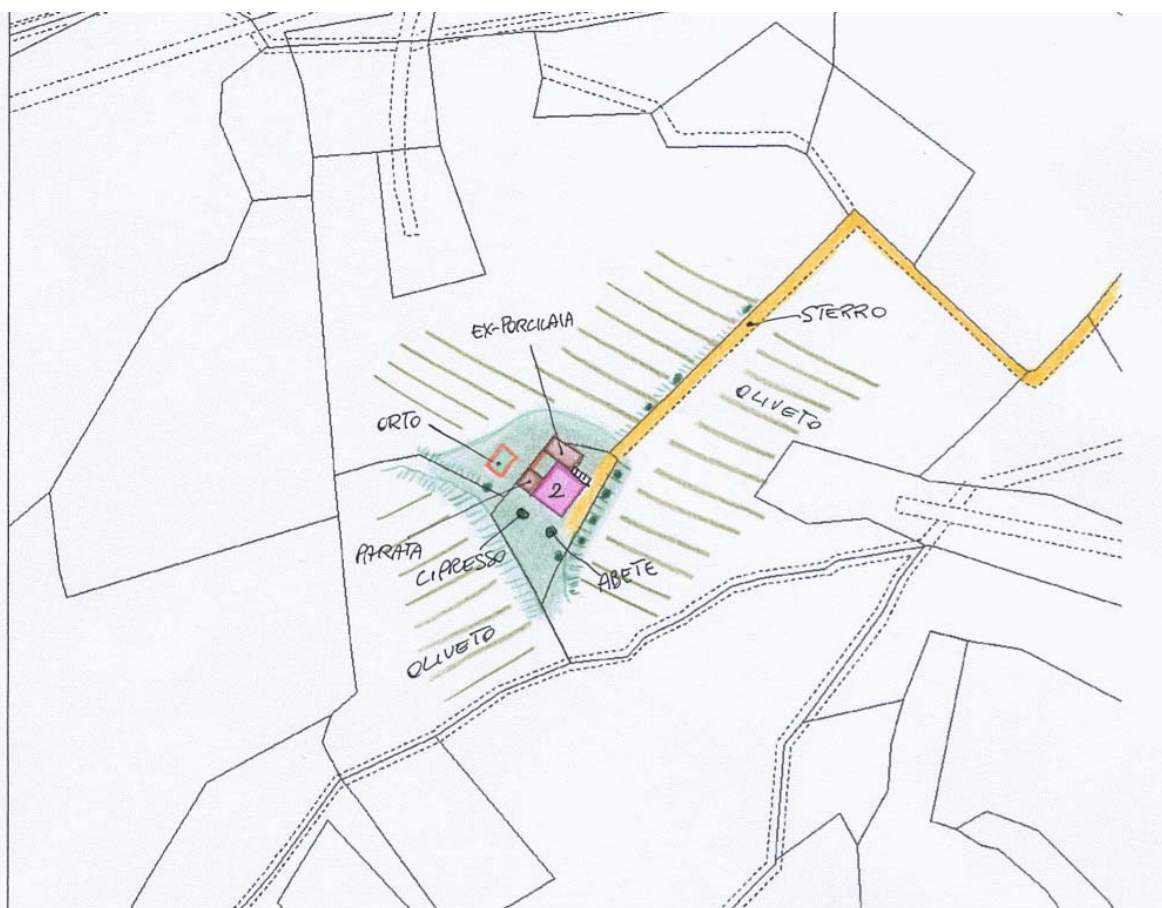 STERRO
EX-PORCILAIA
OLIVETO
ORTO
2
PARATA
CIPRESSO
ABETE
OLIVETO